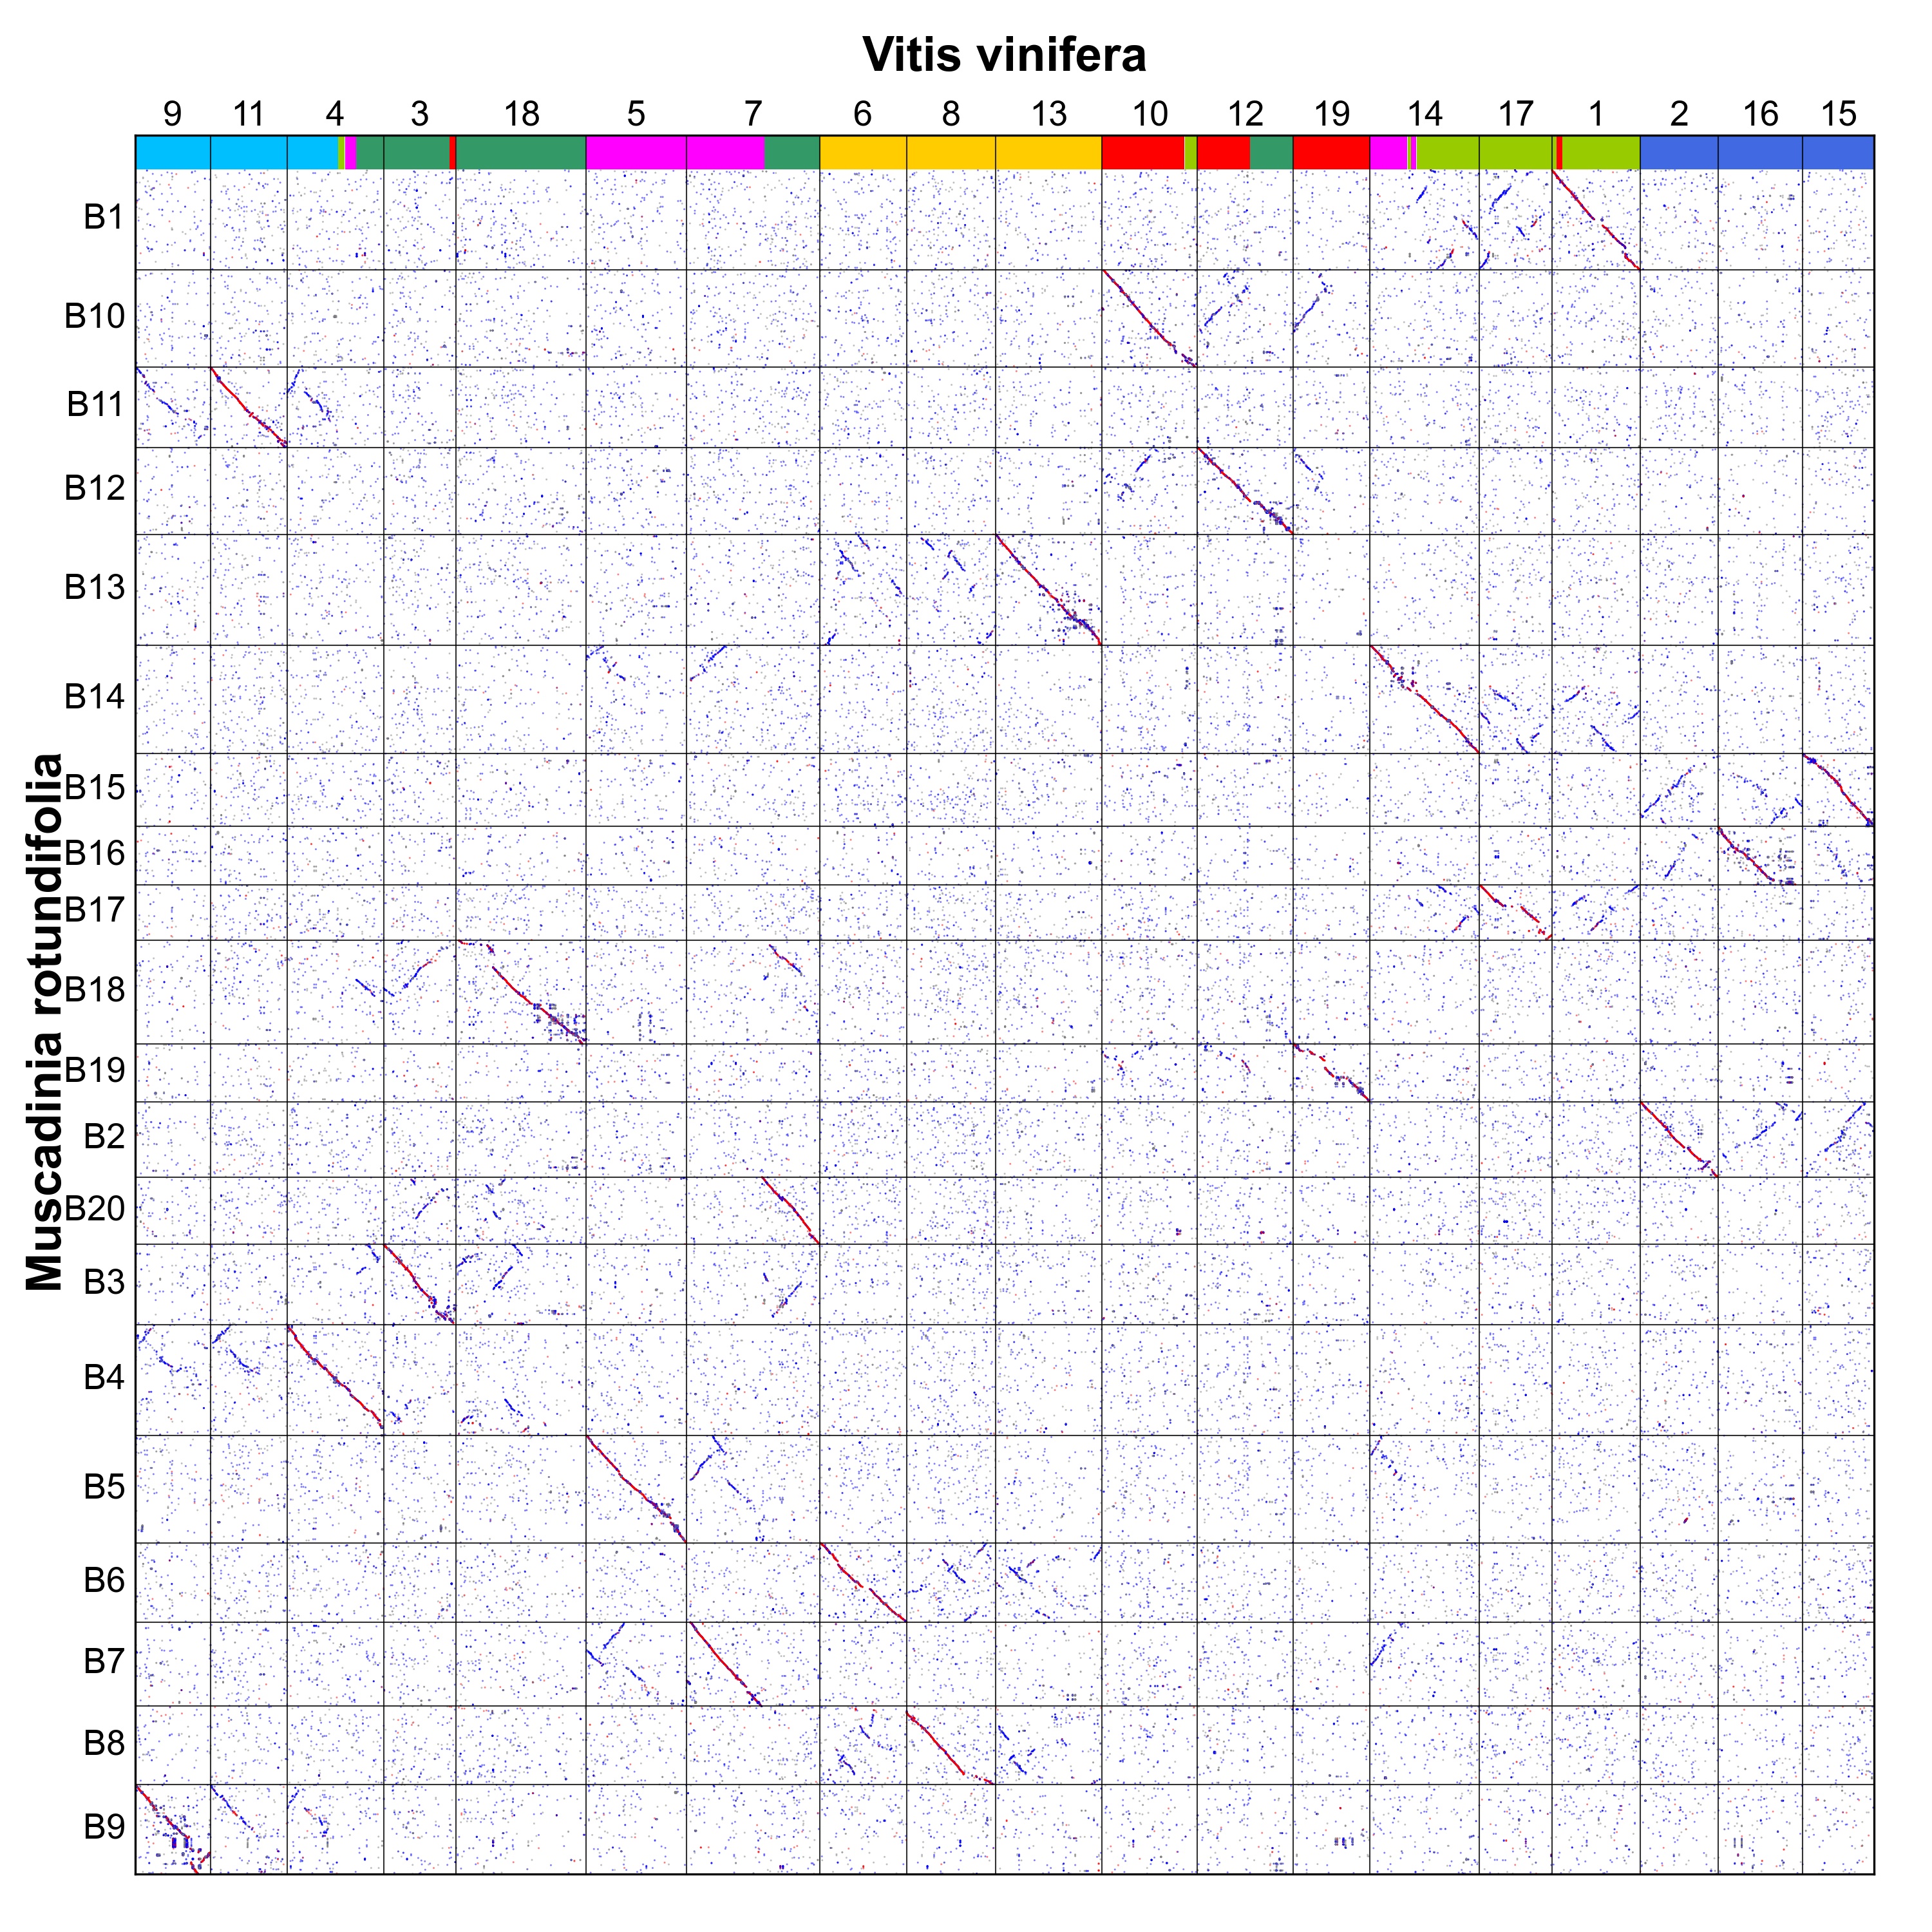 Vitis vinifera
9 11 4 3 18 5 7 6 8 13 10 12 19 14 17 1 2 16 15
Muscadinia rotundifolia
B1
B10
B11
B12
B13
B14
B15
B16
B17
B18
B19
B2
B20
B3
B4
B5
B6
B7
B8
B9